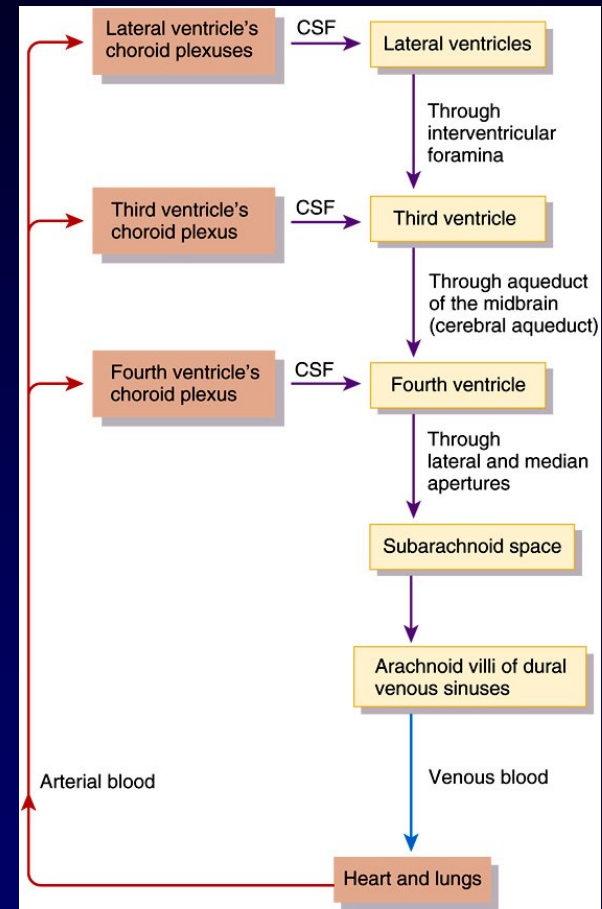 Lateral ventricle's
choroid plexuses
CSF
Lateral ventricles
Through
interventricular
foramina
Third ventricle's
choroid plexus
CSF
Third ventricle
Through aqueduct
of the midbrain
(cerebral aqueduct)
Fourth ventricle's
choroid plexus
CSF
Fourth ventricle
Through
lateral and median
apertures
Subarachnoid space
Arachnoid villi of dural
venous sinuses
Arterial blood
Venous blood
Heart and lungs